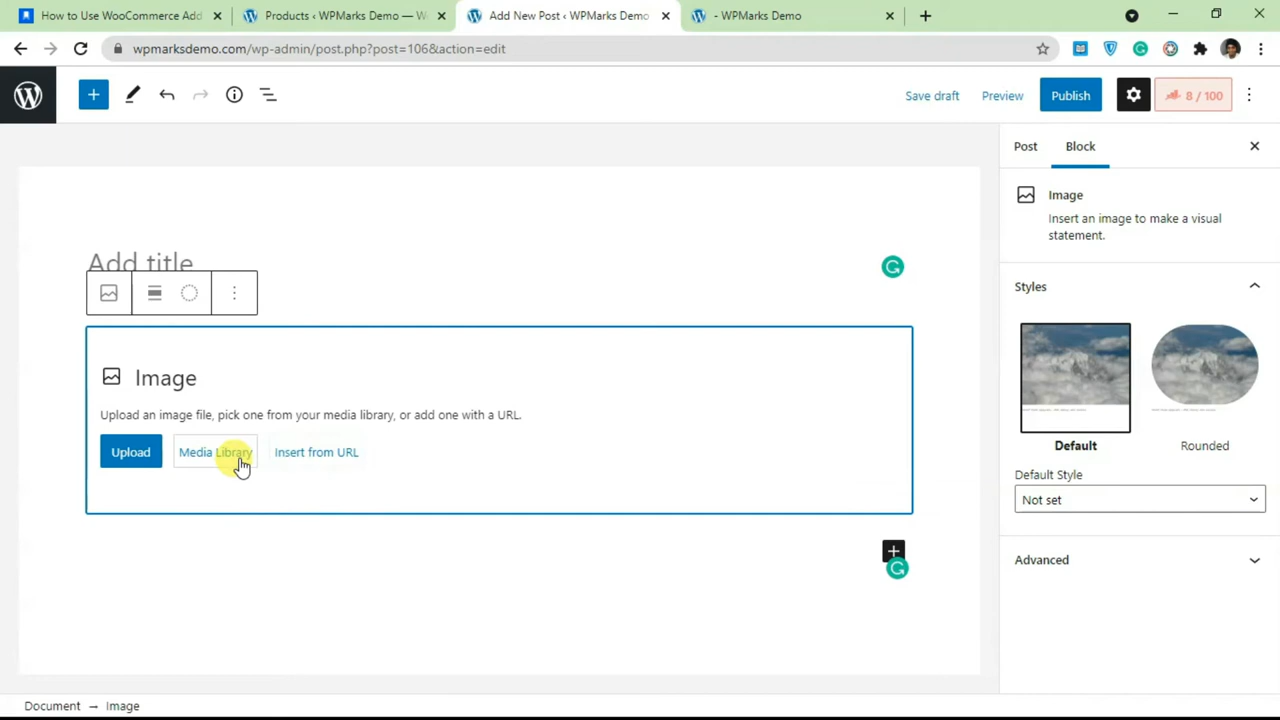 How to Use WooCommerce Add
Products ‹ WPMarks Demo — W
Add New Post ‹ WPMarks Demo
- WPMarks Demo
wpmarksdemo.com/wp-admin/post.php?post=106&action=edit
Save draft
Preview
Publish
8 / 100
Post
Block
Image
Insert an image to make a visual
statement.
Styles
Default
Rounded
Default Style
Not set
Advanced
Add title
Image
Upload an image file, pick one from your media library, or add one with a URL.
Upload
Media Library
Insert from URL
Document → Image